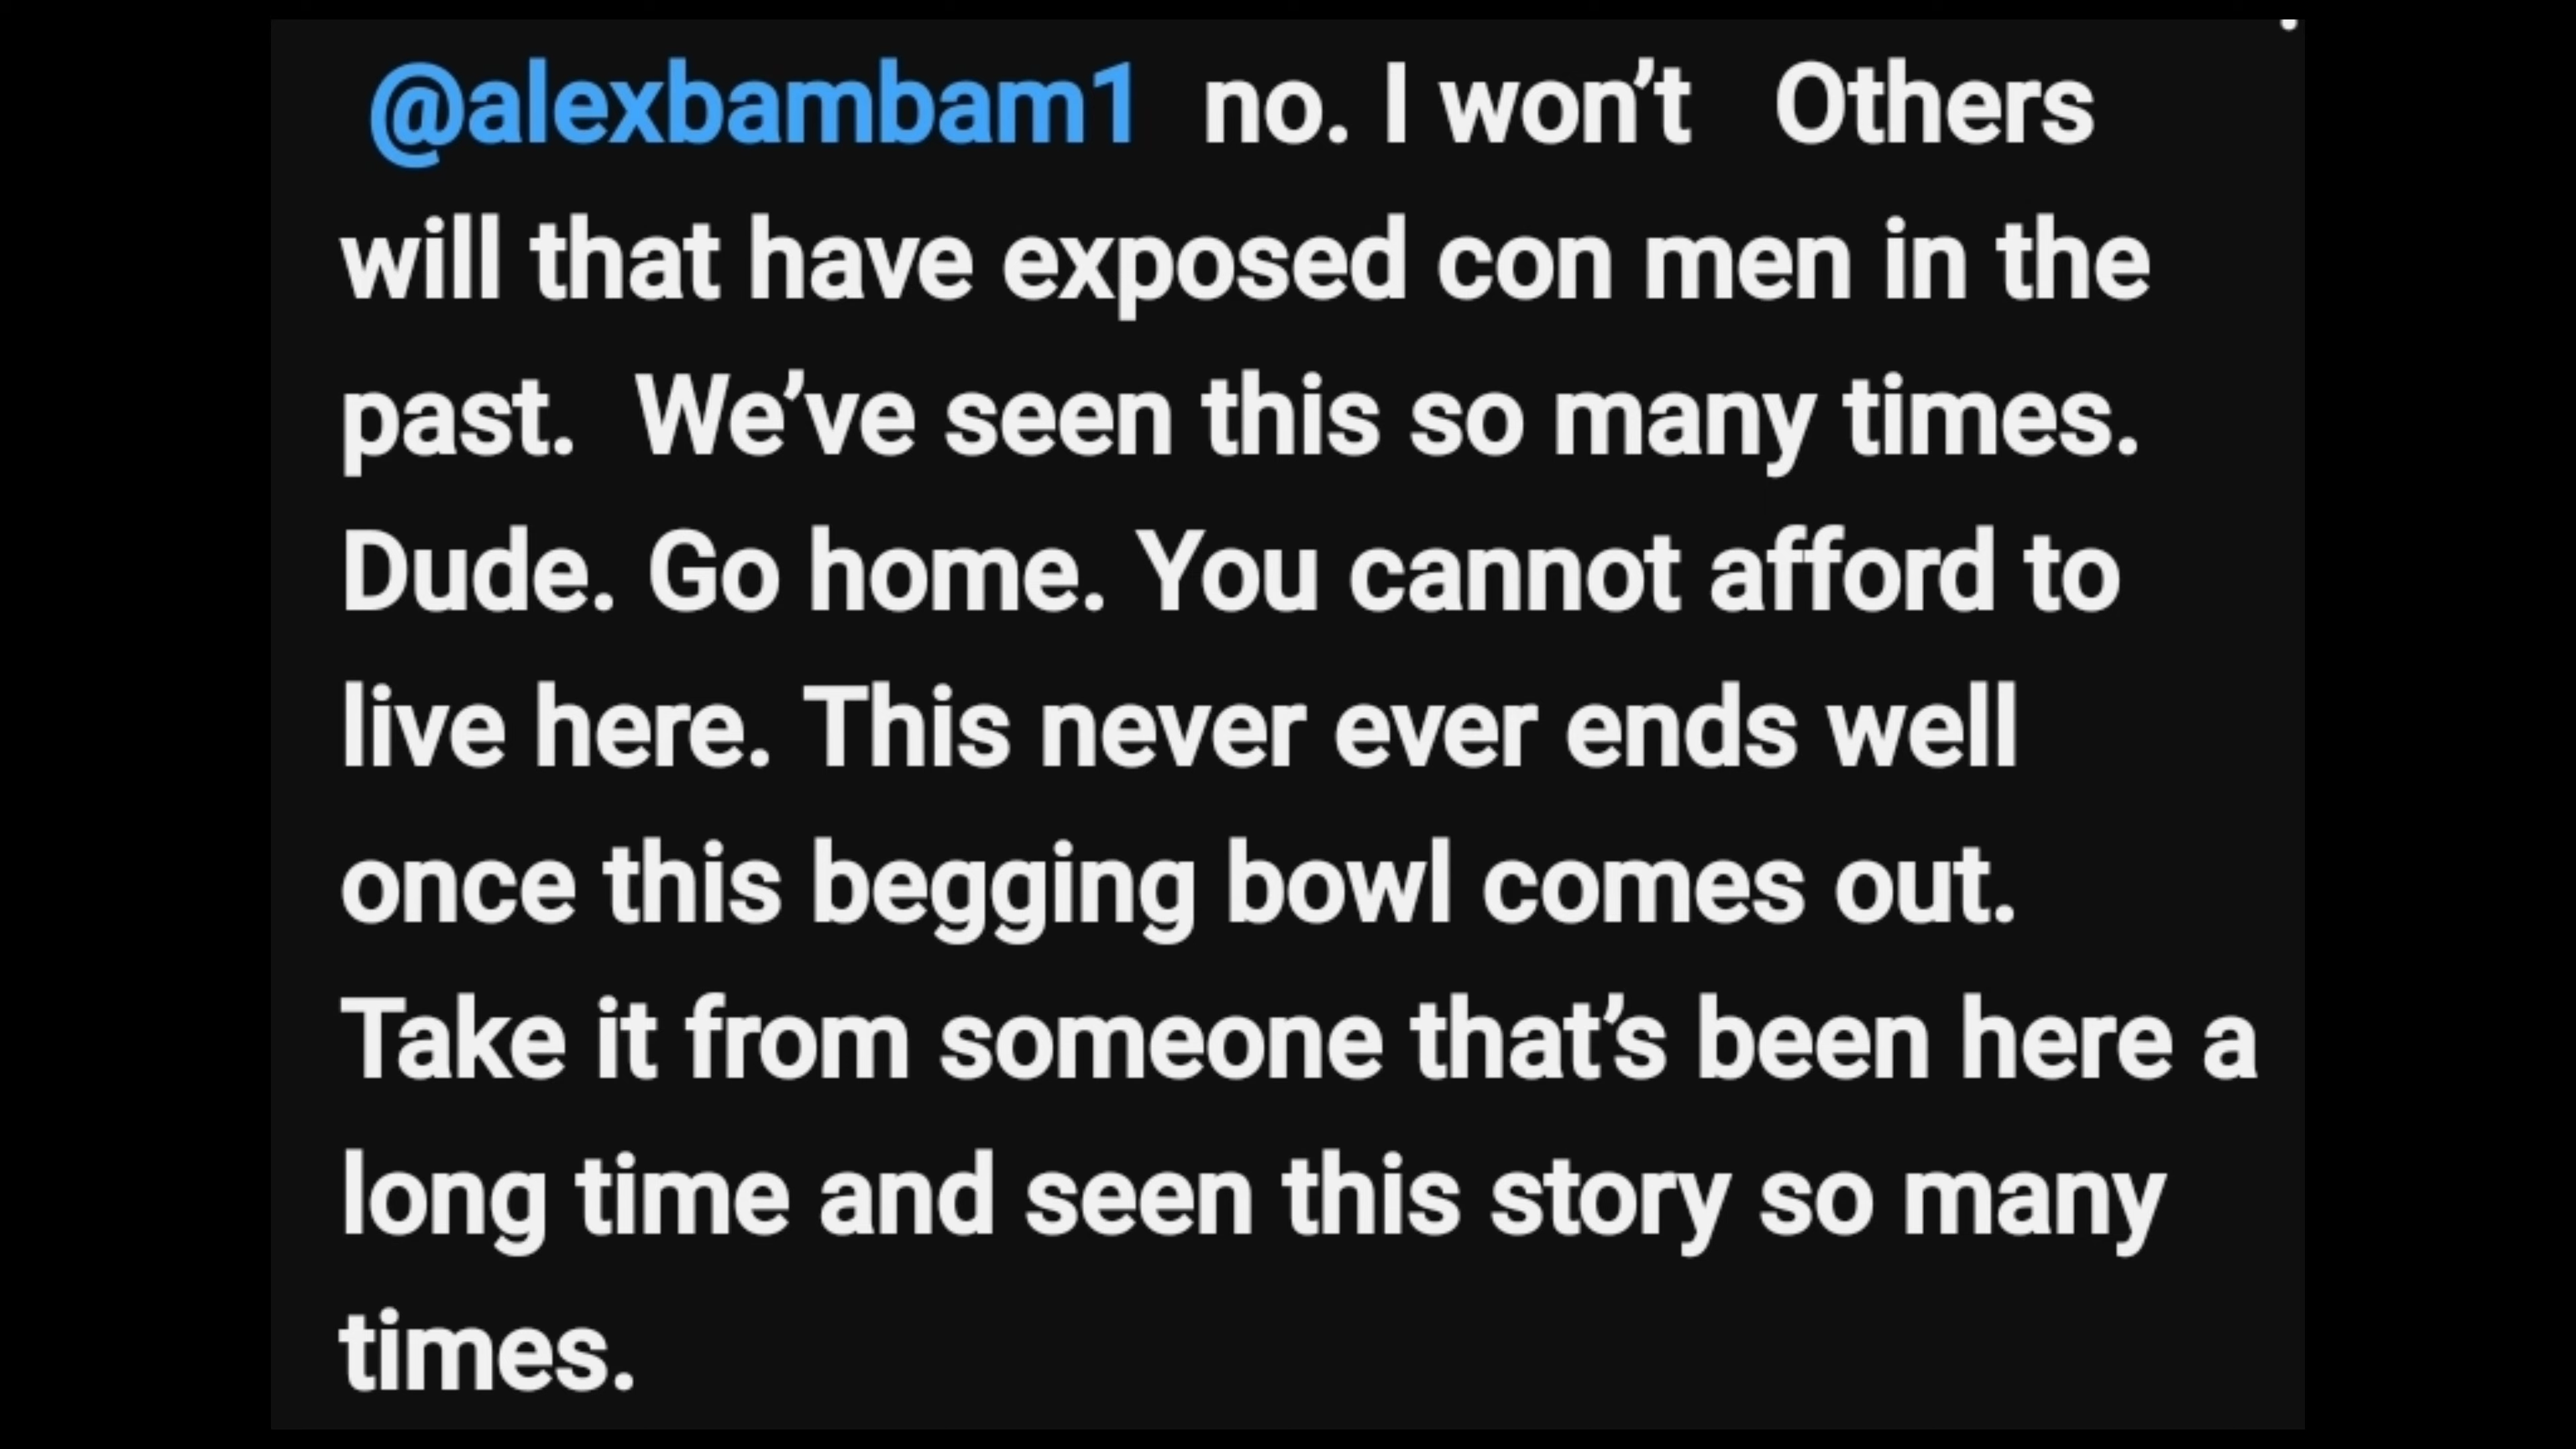 @alexbambam1 no. I won’t Others
will that have exposed con men in the
past. We’ve seen this so many times.
Dude. Go home. You cannot afford to
live here. This never ever ends well
once this begging bowl comes out.
Take it from someone that’s been here a
long time and seen this story so many
times.